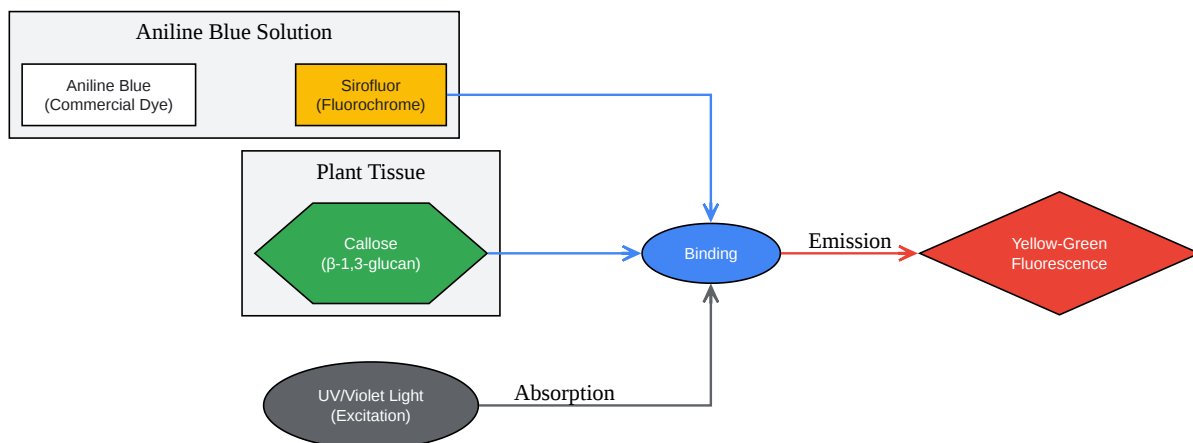 Aniline Blue Solution
Aniline Blue
(Commercial Dye)
Sirofluor
(Fluorochrome)
Plant Tissue
Callose
(β-1,3-glucan)
Binding
Emission
Yellow-Green
Fluorescence
UV/Violet Light
(Excitation)
Absorption